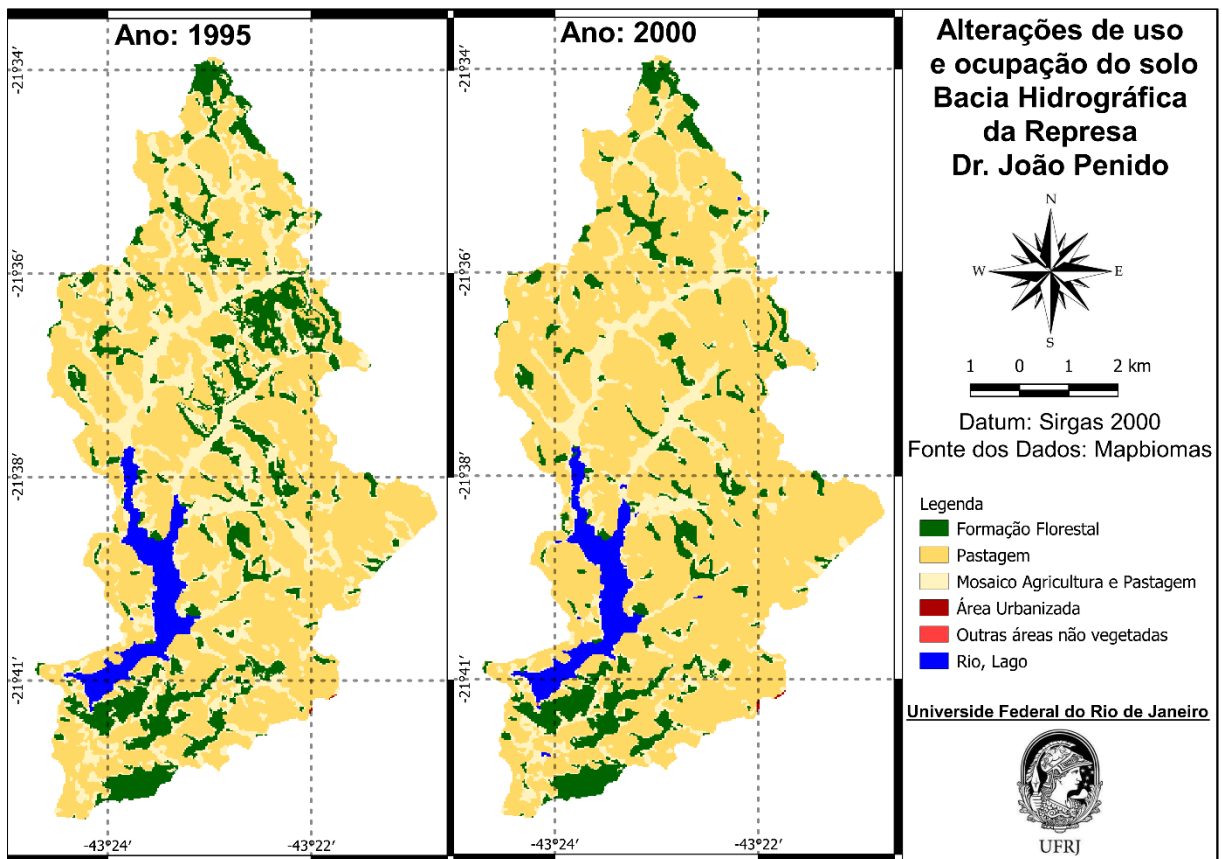 Ano: 1995
Ano: 2000
-21°34′
-21°36′
-21°38′
-21°41′
-43°24′
-43°22′
-21°34′
-21°36′
-21°38′
-21°41′
-43°24′
-43°22′
Alterações de uso
e ocupação do solo
Bacia Hidrográfica
da Represa
Dr. João Penido
N
W
E
S
1 0 1 2 km
Datum: Sirgas 2000
Fonte dos Dados: Mapbiomas
Legenda
Formação Florestal
Pastagem
Mosaico Agricultura e Pastagem
Área Urbanizada
Outras áreas não vegetadas
Rio, Lago
Universide Federal do Rio de Janeiro
UFRJ